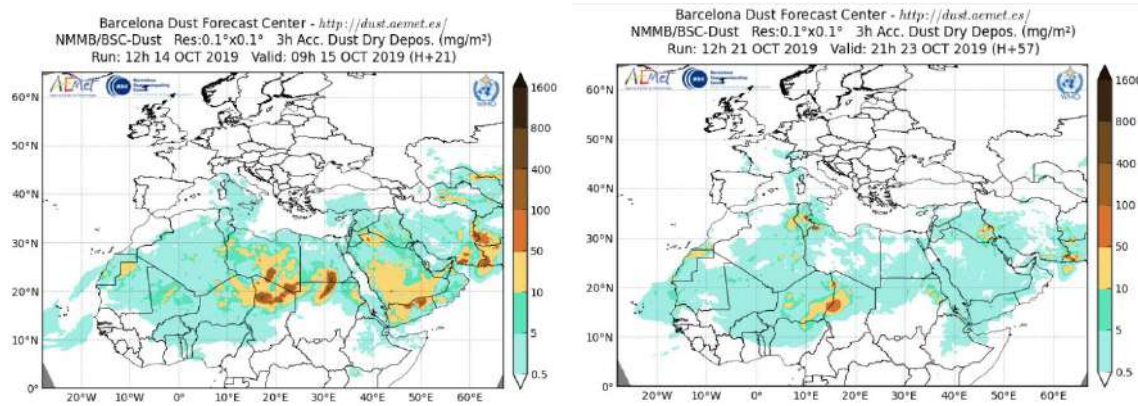 Barcelona Dust Forecast Center - http://dust.aemet.es/
NMMB/BSC-Dust Res:0.1°x0.1° 3h Acc. Dust Dry Depos. (mg/m²)
Run: 12h 14 OCT 2019 Valid: 09h 15 OCT 2019 (H+21)
AEMet
BSC
WMO
60°N
50°N
40°N
30°N
20°N
10°N
0°
20°W
10°W
0°
10°E
20°E
30°E
40°E
50°E
60°E
1600
800
400
100
50
10
5
0.5
Barcelona Dust Forecast Center - http://dust.aemet.es/
NMMB/BSC-Dust Res:0.1°x0.1° 3h Acc. Dust Dry Depos. (mg/m²)
Run: 12h 21 OCT 2019 Valid: 21h 23 OCT 2019 (H+57)
AEMet
BSC
WMO
60°N
50°N
40°N
30°N
20°N
10°N
0°
20°W
10°W
0°
10°E
20°E
30°E
40°E
50°E
60°E
1600
800
400
100
50
10
5
0.5